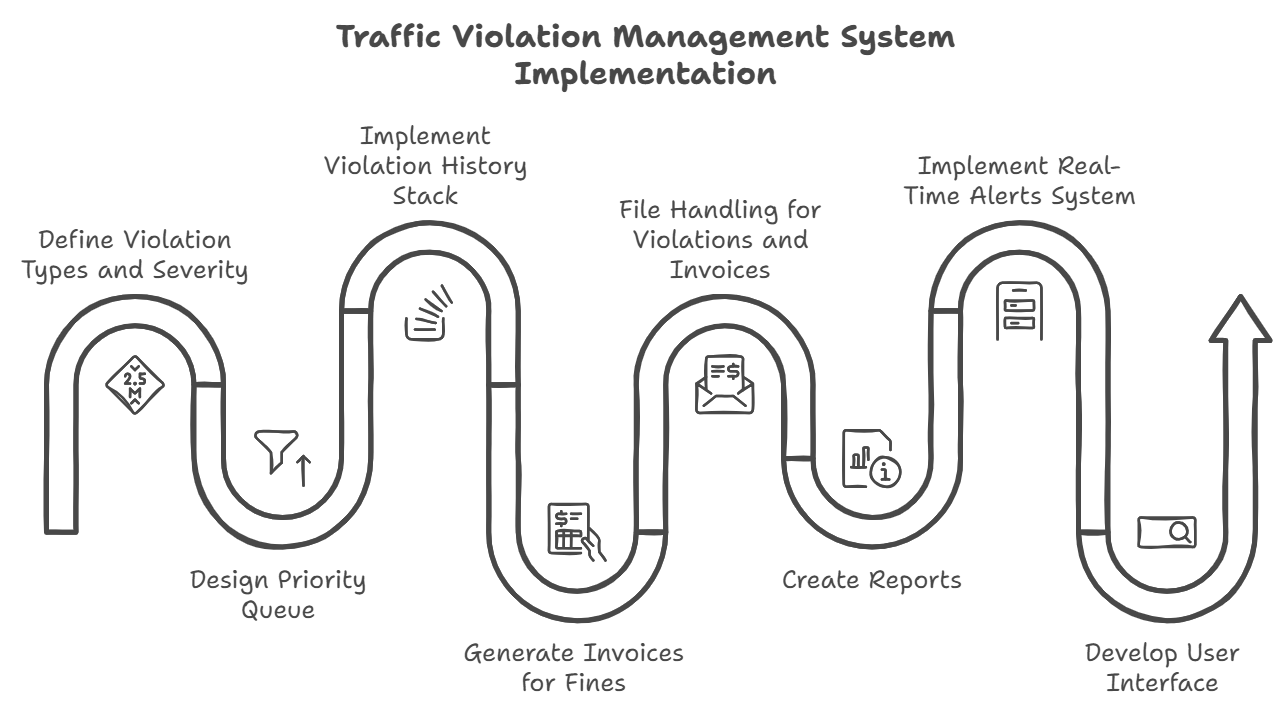 Traffic Violation Management System
Implementation
Define Violation
Types and Severity
2.5
M
Design Priority
Queue
Implement
Violation History
Stack
$
Generate Invoices
for Fines
File Handling for
Violations and
Invoices
$
Create Reports
i
Implement Real-
Time Alerts System
Develop User
Interface